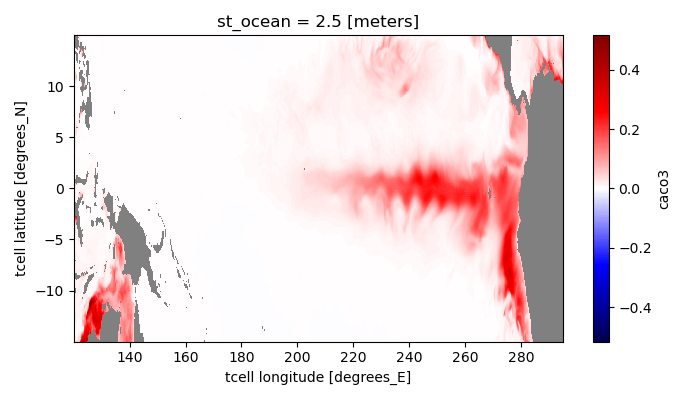 st_ocean = 2.5 [meters]
10
5
0
−5
−10
tcell latitude [degrees_N]
140 160 180 200 220 240 260 280
tcell longitude [degrees_E]
0.4
0.2
0.0
−0.2
−0.4
caco3